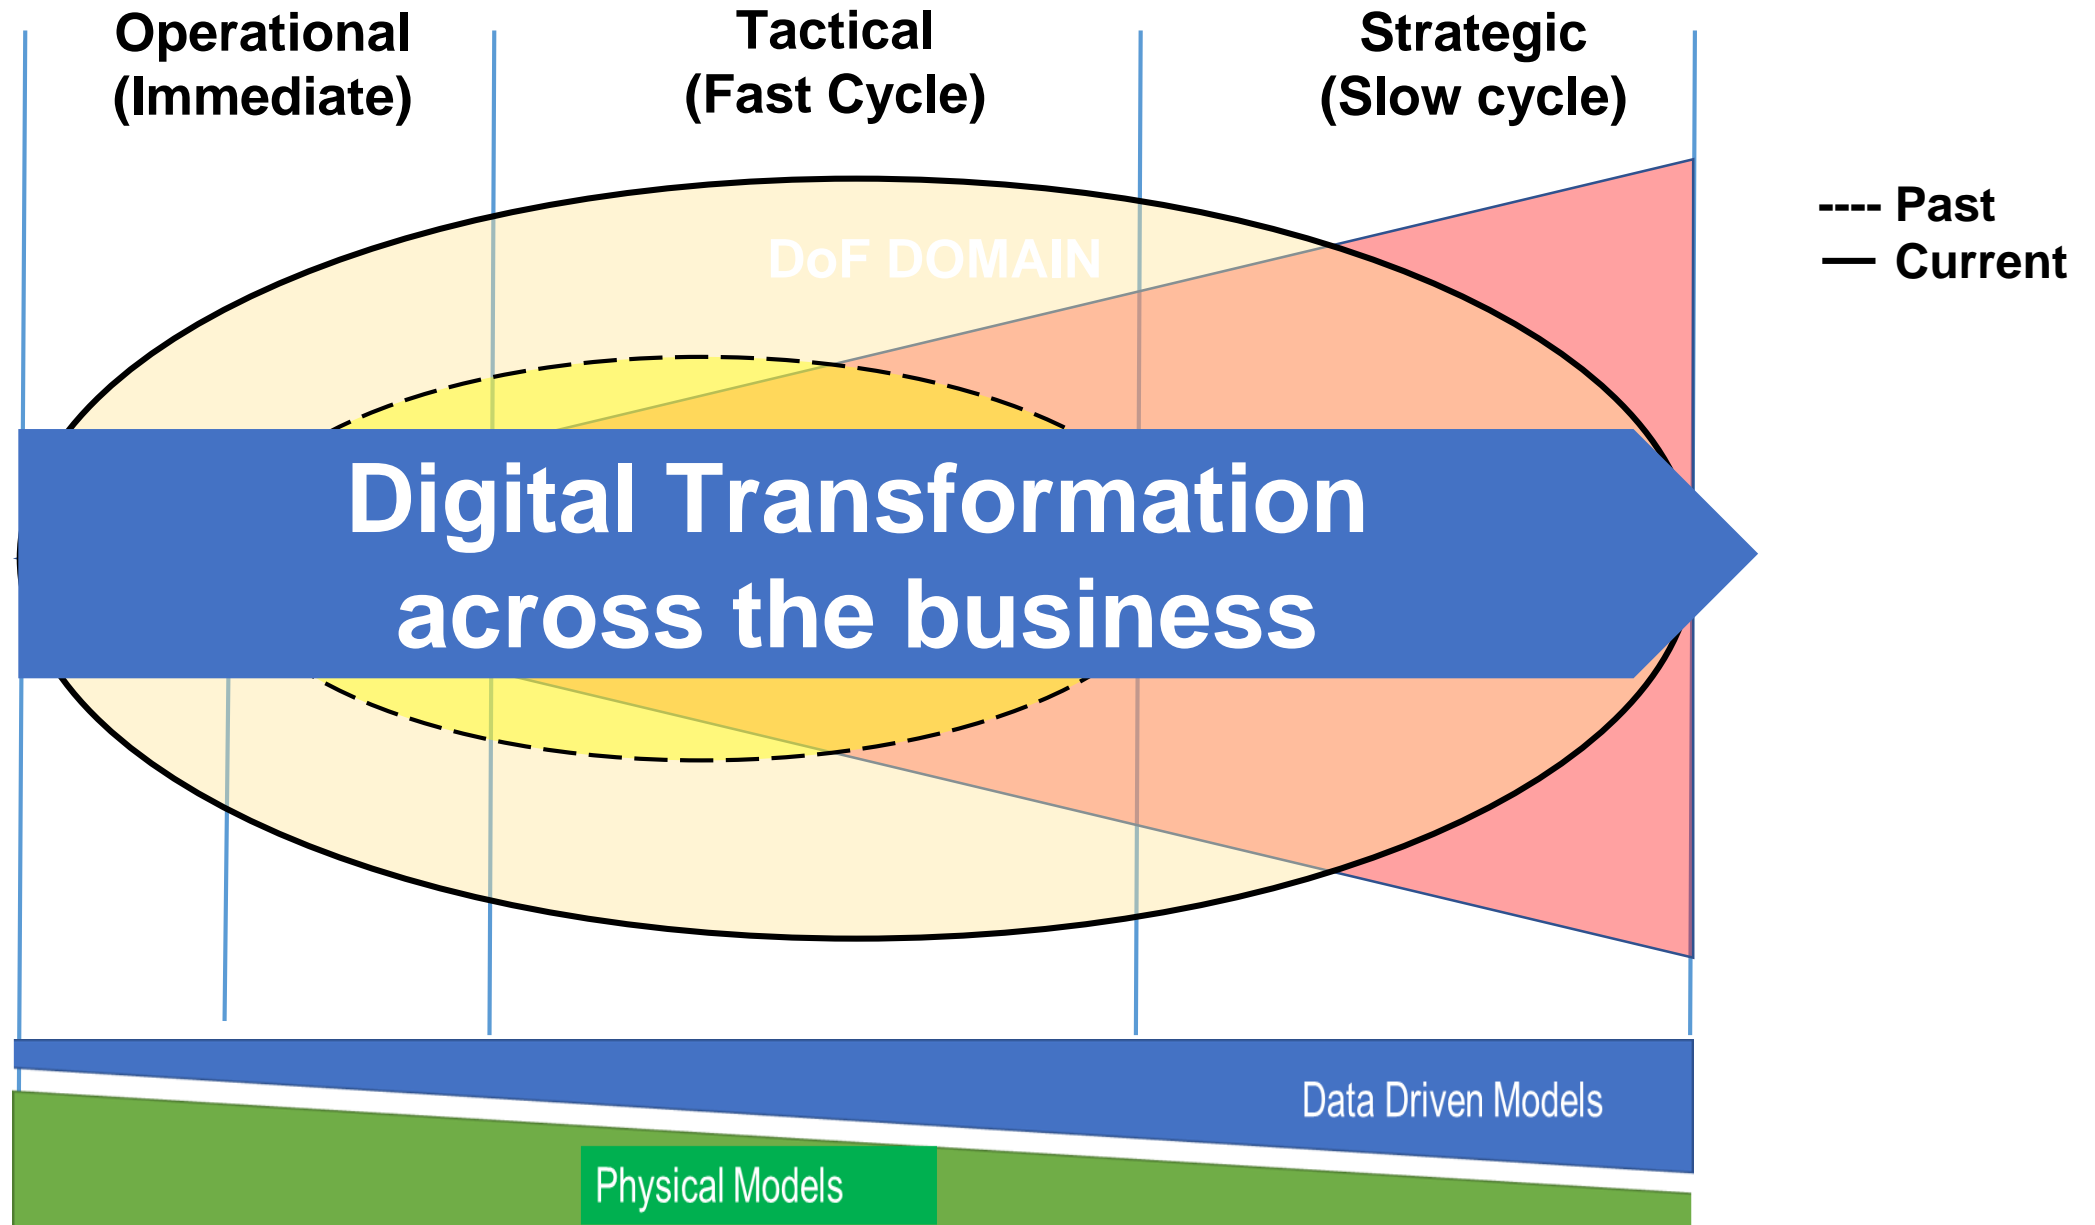 Operational
(Immediate)
Tactical
(Fast Cycle)
Strategic
(Slow cycle)
---- Past
— Current
DoF DOMAIN
Digital Transformation
across the business
Data Driven Models
Physical Models